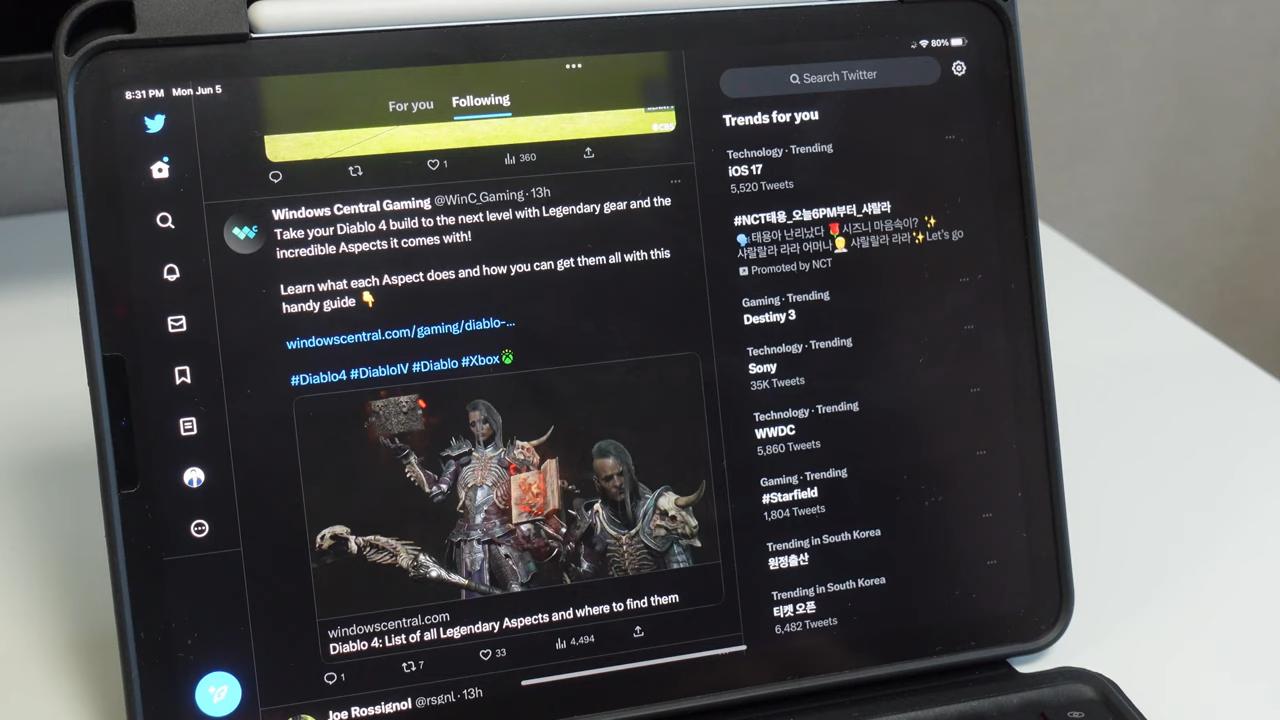 8:31 PM Mon Jun 5
80%
For you
Following
Search Twitter
1
360
Windows Central Gaming @WinC_Gaming · 13h
Take your Diablo 4 build to the next level with Legendary gear and the
incredible Aspects it comes with!
Learn what each Aspect does and how you can get them all with this
handy guide 👇
windowscentral.com/gaming/diablo-...
#Diablo4 #DiabloIV #Diablo #Xbox
windowscentral.com
Diablo 4: List of all Legendary Aspects and where to find them
1
7
33
4,494
Joe Rossignol @rsgnl · 13h
Trends for you
Technology · Trending
iOS 17
5,520 Tweets
#NCT태용_오늘6PM부터_샤랄라
🗣태용아 난리났다 🌹시즈니 마음속이? ✨
샤랄랄라 라라 어머나 샤랄랄라 라라✨Let's go
Promoted by NCT
Gaming · Trending
Destiny 3
Technology · Trending
Sony
35K Tweets
Technology · Trending
WWDC
5,860 Tweets
Gaming · Trending
#Starfield
1,804 Tweets
Trending in South Korea
원정출산
Trending in South Korea
티켓 오픈
6,482 Tweets